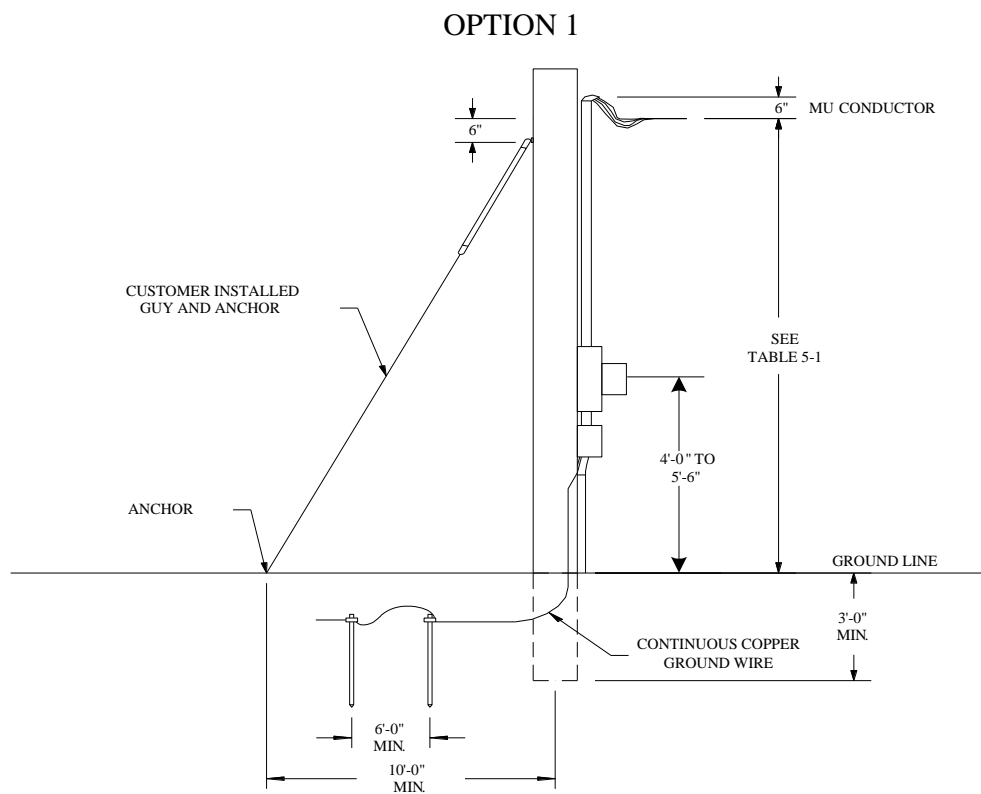 OPTION 1
6"
MU CONDUCTOR
6"
CUSTOMER INSTALLED
GUY AND ANCHOR
SEE
TABLE 5-1
4'-0" TO
5'-6"
ANCHOR
GROUND LINE
3'-0"
MIN.
CONTINUOUS COPPER
GROUND WIRE
6'-0"
MIN.
10'-0"
MIN.